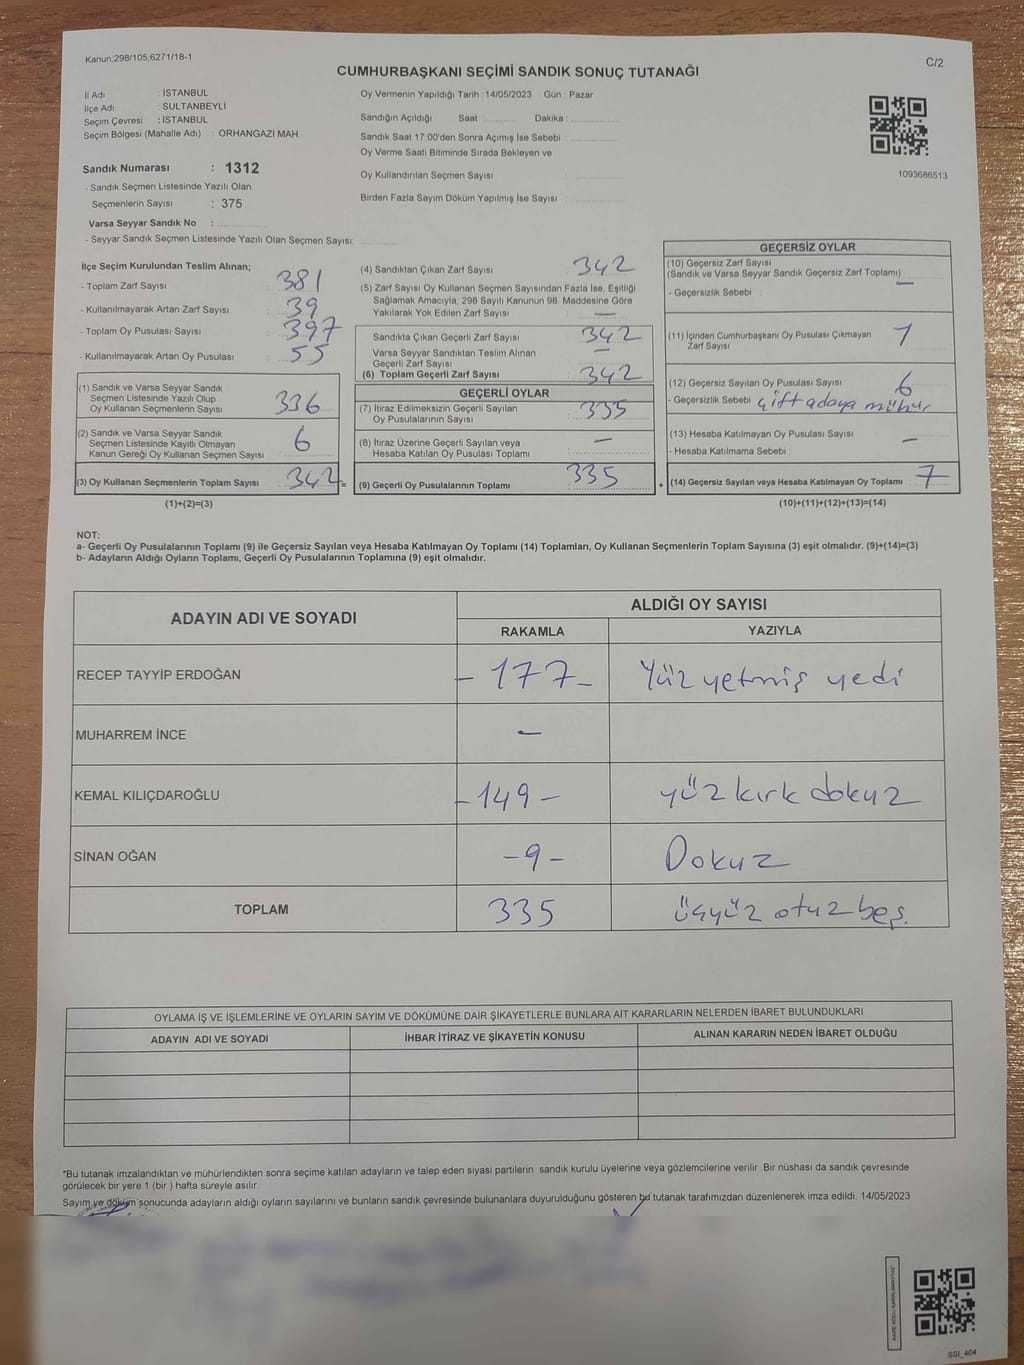 Kanun;298/105;6271/18-1
C/2
CUMHURBAŞKANI SEÇİMİ SANDIK SONUÇ TUTANAĞI
İl Adı : İSTANBUL
İlçe Adı : SULTANBEYLİ
Seçim Çevresi : İSTANBUL
Seçim Bölgesi (Mahalle Adı) : ORHANGAZİ MAH.
Sandık Numarası : 1312
- Sandık Seçmen Listesinde Yazılı Olan
Seçmenlerin Sayısı : 375
Varsa Seyyar Sandık No :
- Seyyar Sandık Seçmen Listesinde Yazılı Olan Seçmen Sayısı:
Oy Vermenin Yapıldığı Tarih : 14/05/2023 Gün : Pazar
Sandığın Açıldığı Saat : Dakika :
Sandık Saat 17:00'den Sonra Açımış İse Sebebi :
Oy Verme Saati Bitiminde Sırada Bekleyen ve
Oy Kullandırılan Seçmen Sayısı :
Birden Fazla Sayım Döküm Yapılmış İse Sayısı :
1093686513
İlçe Seçim Kurulundan Teslim Alınan;
- Toplam Zarf Sayısı : 381
- Kullanılmayarak Artan Zarf Sayısı : 39
- Toplam Oy Pusulası Sayısı : 397
- Kullanılmayarak Artan Oy Pusulası : 55
(1) Sandık ve Varsa Seyyar Sandık
Seçmen Listesinde Yazılı Olup
Oy Kullanan Seçmenlerin Sayısı : 336
(2) Sandık ve Varsa Seyyar Sandık
Seçmen Listesinde Kayıtlı Olmayan
Kanun Gereği Oy Kullanan Seçmen Sayısı : 6
(3) Oy Kullanan Seçmenlerin Toplam Sayısı : 342 =
(1)+(2)=(3)
(4) Sandıktan Çıkan Zarf Sayısı : 342
(5) Zarf Sayısı Oy Kullanan Seçmen Sayısından Fazla İse, Eşitliği
Sağlamak Amacıyla; 298 Sayılı Kanunun 98. Maddesine Göre
Yakılarak Yok Edilen Zarf Sayısı : —
Sandıkta Çıkan Geçerli Zarf Sayısı : 342
Varsa Seyyar Sandıktan Teslim Alınan
Geçerli Zarf Sayısı : —
(6) Toplam Geçerli Zarf Sayısı : 342
GEÇERLİ OYLAR
(7) İtiraz Edilmeksizin Geçerli Sayılan
Oy Pusulalarının Sayısı : 335
(8) İtiraz Üzerine Geçerli Sayılan veya
Hesaba Katılan Oy Pusulası Toplamı : —
(9) Geçerli Oy Pusulalarının Toplamı : 335 +
GEÇERSİZ OYLAR
(10) Geçersiz Zarf Sayısı
(Sandık ve Varsa Seyyar Sandık Geçersiz Zarf Toplamı) : —
- Geçersizlik Sebebi :
(11) İçinden Cumhurbaşkanı Oy Pusulası Çıkmayan
Zarf Sayısı : 1
(12) Geçersiz Sayılan Oy Pusulası Sayısı : 6
- Geçersizlik Sebebi : çift adaya mühür
(13) Hesaba Katılmayan Oy Pusulası Sayısı : —
- Hesaba Katılmama Sebebi :
(14) Geçersiz Sayılan veya Hesaba Katılmayan Oy Toplamı : 7
(10)+(11)+(12)+(13)=(14)
NOT:
a- Geçerli Oy Pusulalarının Toplamı (9) ile Geçersiz Sayılan veya Hesaba Katılmayan Oy Toplamı (14) Toplamları, Oy Kullanan Seçmenlerin Toplam Sayısına (3) eşit olmalıdır. (9)+(14)=(3)
b- Adayların Aldığı Oyların Toplamı, Geçerli Oy Pusulalarının Toplamına (9) eşit olmalıdır.
ADAYIN ADI VE SOYADI
ALDIĞI OY SAYISI
RAKAMLA YAZIYLA
RECEP TAYYİP ERDOĞAN - 177 - Yüz yetmiş yedi
MUHARREM İNCE -
KEMAL KILIÇDAROĞLU - 149 - yüz kırk dokuz
SİNAN OĞAN - 9 - Dokuz
TOPLAM 335 üçyüz otuz beş.
OYLAMA İŞ VE İŞLEMLERİNE VE OYLARIN SAYIM VE DÖKÜMÜNE DAİR ŞİKAYETLERLE BUNLARA AİT KARARLARIN NELERDEN İBARET BULUNDUKLARI
ADAYIN ADI VE SOYADI İHBAR İTİRAZ VE ŞİKAYETİN KONUSU ALINAN KARARIN NEDEN İBARET OLDUĞU
*Bu tutanak imzalandıktan ve mühürlendikten sonra seçime katılan adayların ve talep eden siyasi partilerin sandık kurulu üyelerine veya gözlemcilerine verilir. Bir nüshası da sandık çevresinde
görülecek bir yere 1 (bir ) hafta süreyle asılır.
Sayım ve döküm sonucunda adayların aldığı oyların sayılarını ve bunların sandık çevresinde bulunanlara duyurulduğunu gösteren bu tutanak tarafımızdan düzenlenerek imza edildi. 14/05/2023
SSI_404